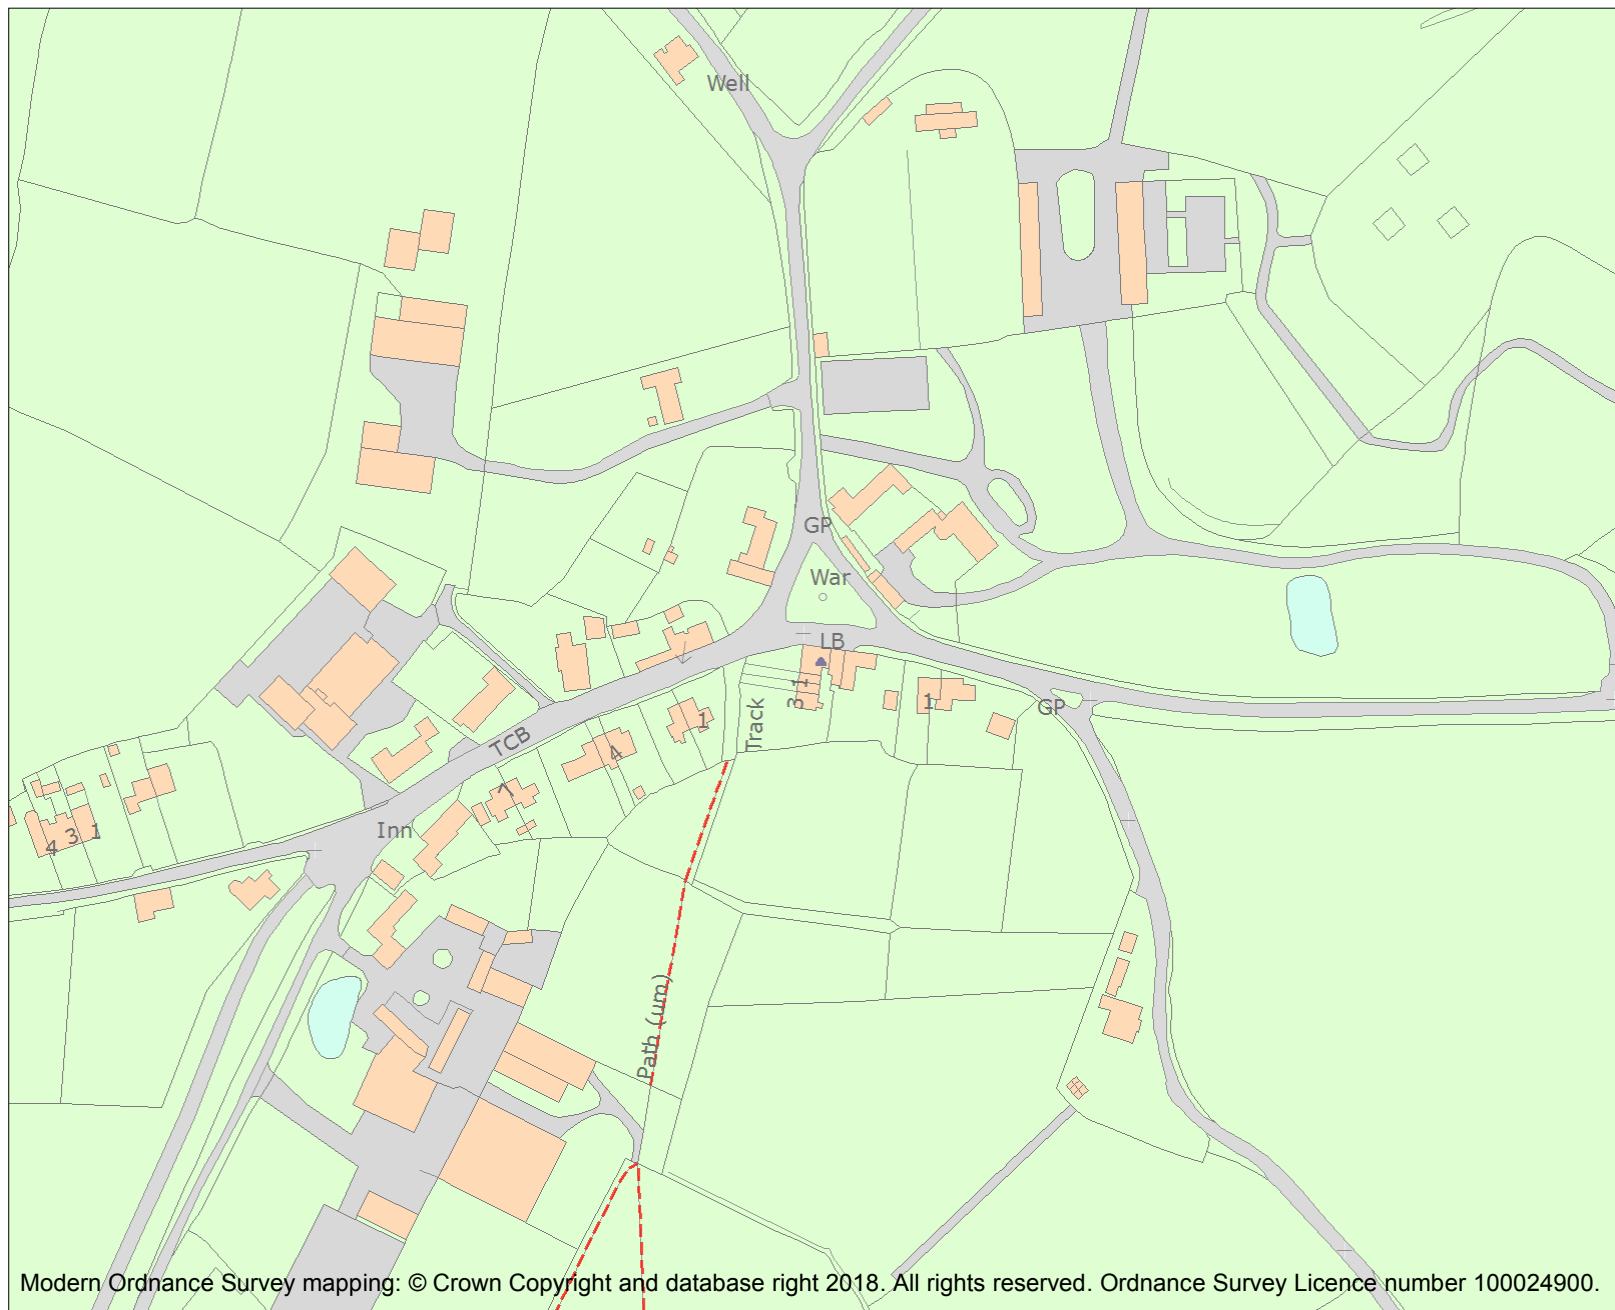 Well
GP
War
LB
3 1
1
GP
Track
1
TCB
4
7
Inn
4 3 1
Path (um)
Modern Ordnance Survey mapping: © Crown Copyright and database right 2018. All rights reserved. Ordnance Survey Licence number 100024900.